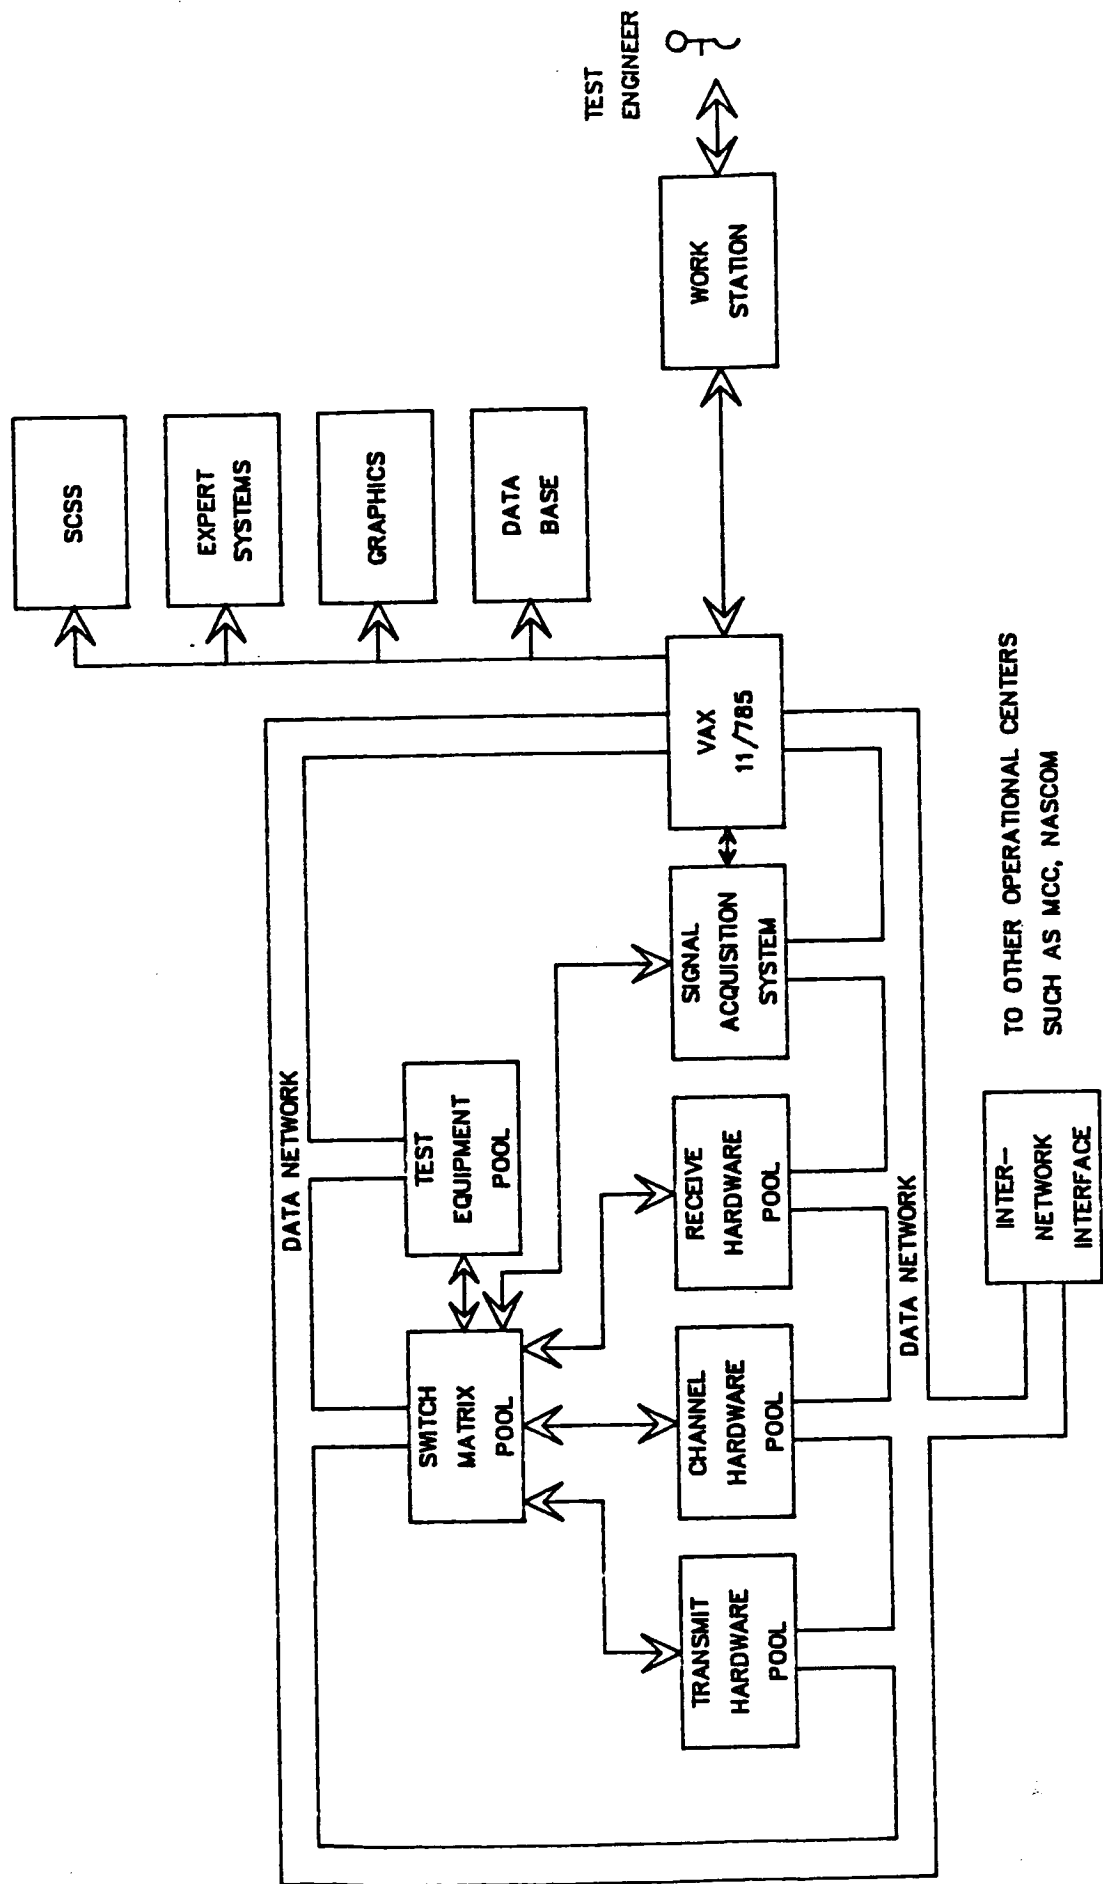 SCSS
EXPERT
SYSTEMS
GRAPHICS
DATA
BASE
TEST
ENGINEER
WORK
STATION
VAX
11/785
DATA NETWORK
TEST
EQUIPMENT
POOL
SWITCH
MATRIX
POOL
SIGNAL
ACQUISITION
SYSTEM
RECEIVE
HARDWARE
POOL
CHANNEL
HARDWARE
POOL
TRANSMIT
HARDWARE
POOL
DATA NETWORK
INTER-
NETWORK
INTERFACE
TO OTHER OPERATIONAL CENTERS
SUCH AS MCC, NASCOM